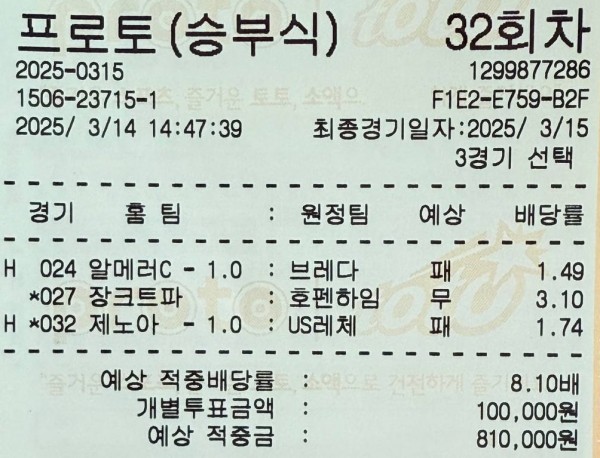 프로토(승부식) 32회차
2025-0315 1299877286
1506-23715-1 F1E2-E759-B2F
2025/ 3/14 14:47:39 최종경기일자:2025/ 3/15
3경기 선택
경기 홈 팀 : 원정팀 예상 배당률
H 024 알메러C - 1.0 : 브레다 패 1.49
*027 장크트파 : 호펜하임 무 3.10
H *032 제노아 - 1.0 : US레체 패 1.74
예상 적중배당률 : 8.10배
개별투표금액 : 100,000원
예상 적중금 : 810,000원